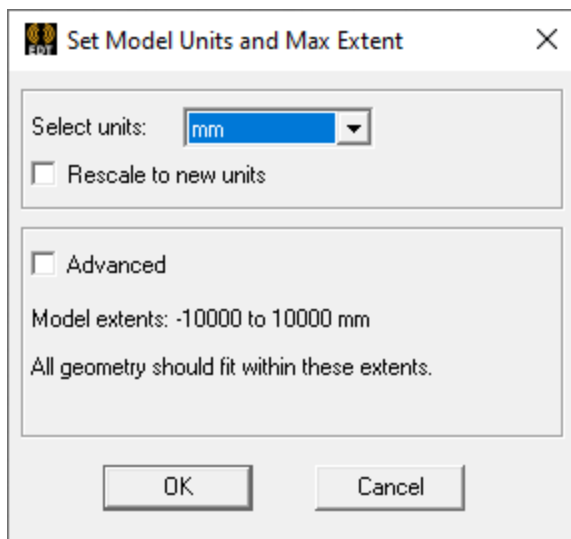 EDT
Set Model Units and Max Extent
Select units: mm
Rescale to new units
Advanced
Model extents: -10000 to 10000 mm
All geometry should fit within these extents.
OK Cancel